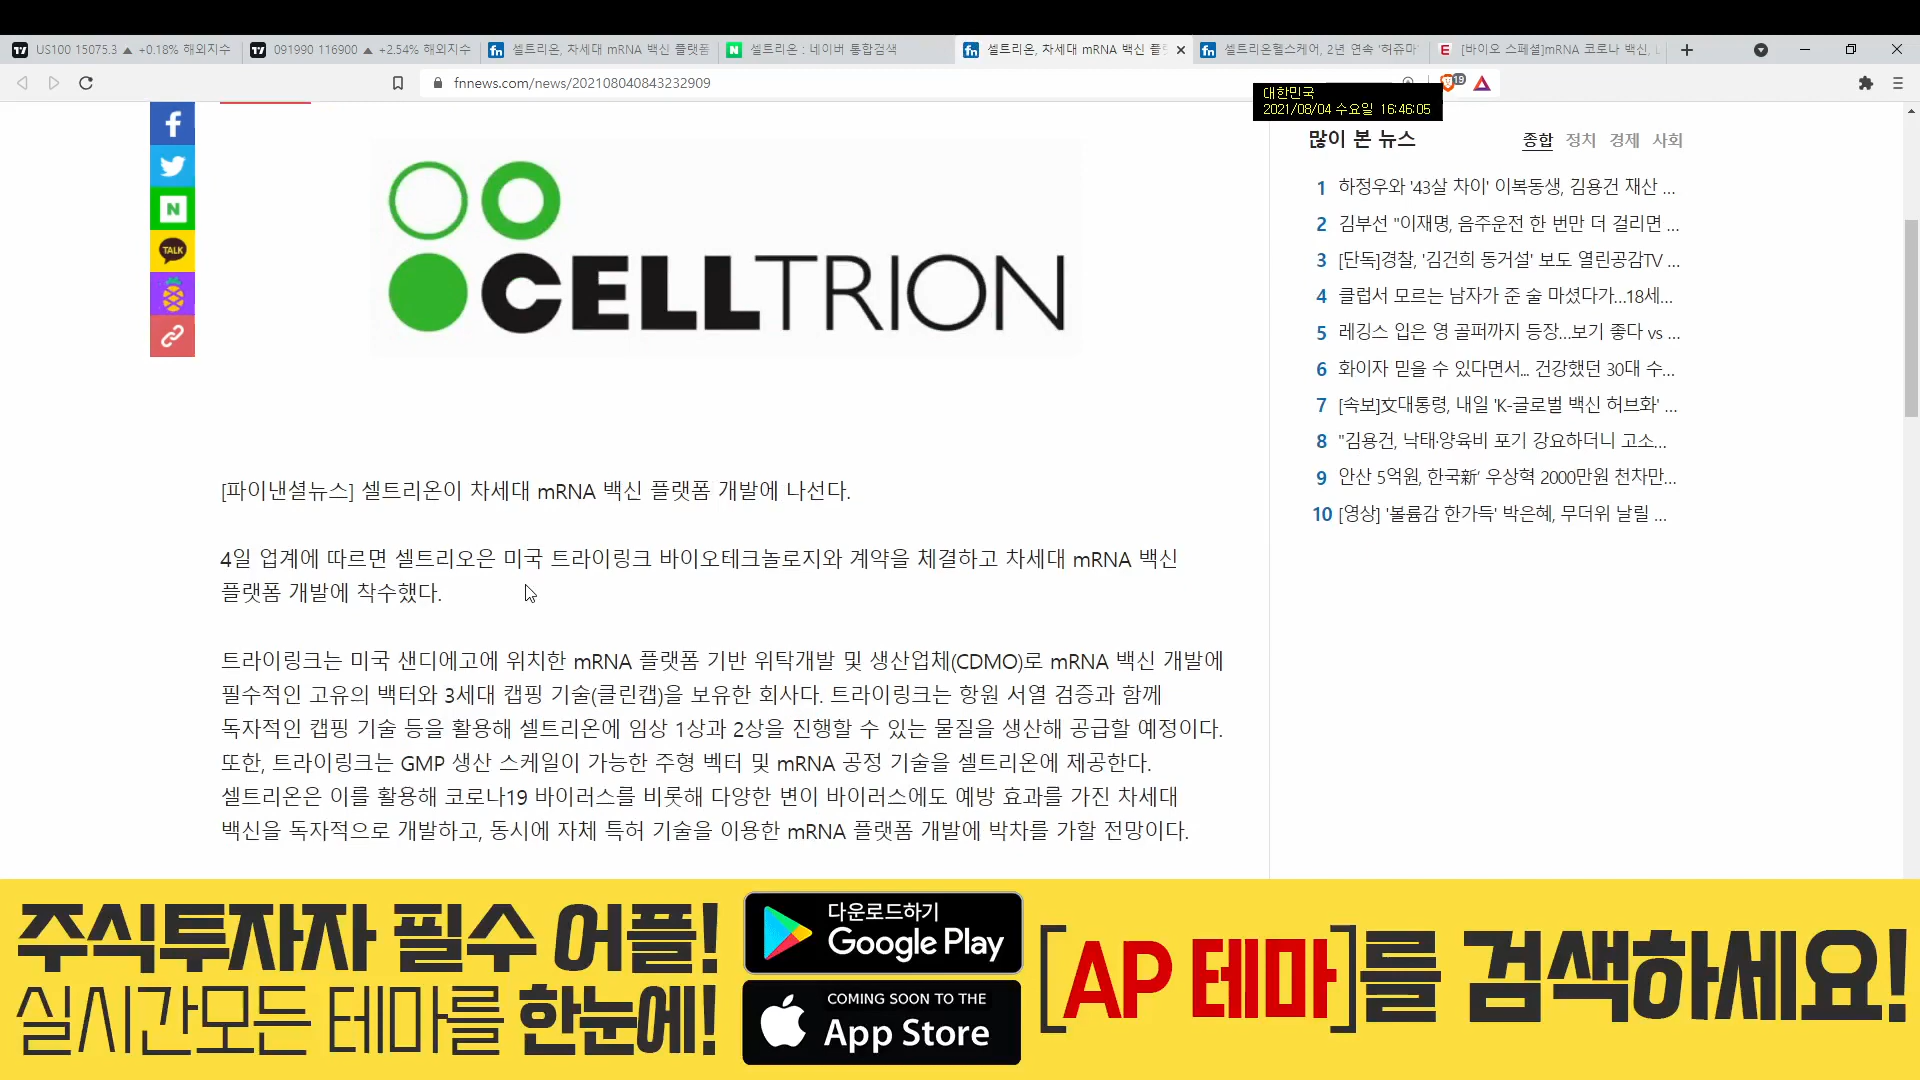 US100 15075.3 ▲ +0.18% 해외지수
091990 116900 ▲ +2.54% 해외지수
셀트리온, 차세대 mRNA 백신 플랫폼
셀트리온 : 네이버 통합검색
셀트리온, 차세대 mRNA 백신 플랫
셀트리온헬스케어, 2년 연속 '허쥬마'
[바이오 스페셜]mRNA 코로나 백신,
fnnews.com/news/202108040843232909
19
대한민국
2021/08/04 수요일 16:46:05
TALK
CELLTRION
[파이낸셜뉴스] 셀트리온이 차세대 mRNA 백신 플랫폼 개발에 나선다.
4일 업계에 따르면 셀트리오은 미국 트라이링크 바이오테크놀로지와 계약을 체결하고 차세대 mRNA 백신
플랫폼 개발에 착수했다.
트라이링크는 미국 샌디에고에 위치한 mRNA 플랫폼 기반 위탁개발 및 생산업체(CDMO)로 mRNA 백신 개발에
필수적인 고유의 벡터와 3세대 캡핑 기술(클린캡)을 보유한 회사다. 트라이링크는 항원 서열 검증과 함께
독자적인 캡핑 기술 등을 활용해 셀트리온에 임상 1상과 2상을 진행할 수 있는 물질을 생산해 공급할 예정이다.
또한, 트라이링크는 GMP 생산 스케일이 가능한 주형 벡터 및 mRNA 공정 기술을 셀트리온에 제공한다.
셀트리온은 이를 활용해 코로나19 바이러스를 비롯해 다양한 변이 바이러스에도 예방 효과를 가진 차세대
백신을 독자적으로 개발하고, 동시에 자체 특허 기술을 이용한 mRNA 플랫폼 개발에 박차를 가할 전망이다.
많이 본 뉴스 종합 정치 경제 사회
1 하정우와 '43살 차이' 이복동생, 김용건 재산 ...
2 김부선 "이재명, 음주운전 한 번만 더 걸리면 ...
3 [단독]경찰, '김건희 동거설' 보도 열린공감TV ...
4 클럽서 모르는 남자가 준 술 마셨다가...18세...
5 레깅스 입은 영 골퍼까지 등장...보기 좋다 vs ...
6 화이자 믿을 수 있다면서... 건강했던 30대 수...
7 [속보]文대통령, 내일 'K-글로벌 백신 허브화' ...
8 "김용건, 낙태·양육비 포기 강요하더니 고소...
9 안산 5억원, 한국新' 우상혁 2000만원 천차만...
10 [영상] '볼륨감 한가득' 박은혜, 무더위 날릴 ...
주식투자자 필수 어플!
실시간모든 테마를 한눈에!
다운로드하기
Google Play
COMING SOON TO THE
App Store
[AP 테마]를 검색하세요!